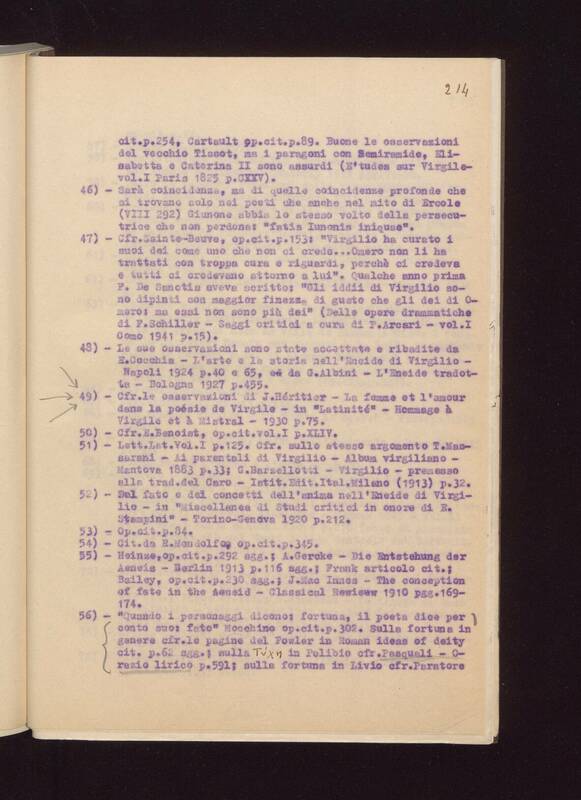 214
cit.p.254, Cartault op.cit.p.89. Buone le osservazioni
del vecchio Tissot, ma i paragoni con Semiramide, Eli-
sabetta e Caterina II sono assurdi (E'tudes sur Virgile-
vol.I Paris 1825 p.CXXV).
46) - Sarà coincidenza, ma di quelle coincidenze profonde che
si trovano solo nei poeti che anche nel mito di Ercole
(VIII 292) Giunone abbia lo stesso volto della persecu-
trice che non perdona: "fatis Iunonis iniquae".
47) - Cfr.Sainte-Beuve, op.cit.p.153: "Virgilio ha curato i
suoi dei come uno che non ci crede...Omero non li ha
trattati con troppa cura e riguardi, perchè ci credeva
e tutti ci credevano attorno a lui". Qualche anno prima
F. De Sanctis aveva scritto: "Gli iddii di Virgilio so-
no dipinti con maggior finezza di gusto che gli dei di O-
mero: ma essi non sono più dei" (Delle opere drammatiche
di F.Schiller - Saggi critici a cura di P.Arcari - vol.I
Como 1941 p.15).
48) - Le sue osservazioni sono state accettate e ribadite da
E.Cocchia - L'arte e la storia nell'Eneide di Virgilio -
Napoli 1924 p.40 e 65, ed da G.Albini - L'Eneide tradot-
ta - Bologna 1927 p.455.
49) - Cfr.le osservazioni di J.Héritier - La femme et l'amour
dans la poésie de Virgile - in "Latinité" - Hommage à
Virgile et à Mistral - 1930 p.75.
50) - Cfr.E.Benoist, op.cit.vol.I p.XLIV.
51) - Lett.Lat.Vol.I p.125. Cfr. sullo stesso argomento T.Mas-
sarani - Ai parentali di Virgilio - Album virgiliano -
Mantova 1883 p.33; G.Barzellotti - Virgilio - premesso
alla trad.del Caro - Istit.Edit.Ital.Milano (1913) p.32.
52) - Del fato e dei concetti dell'anima nell'Eneide di Virgi-
lio - in "Miscellanea di Studi critici in onore di E.
Stampini" - Torino-Genova 1920 p.212.
53) - Op.cit.p.84.
54) - Cit.da R.Mondolfo, op.cit.p.345.
55) - Heinze,op.cit.p.292 sgg.; A.Gercke - Die Entstehung der
Aeneis - Berlin 1913 p.116 sgg.; Frank articolo cit.;
Bailey, op.cit.p.230 sgg.; J.Mac Innes - The conception
of fate in the Aeneid - Classical Rewiew 1910 pgg.169-
174.
56) - "Quando i personaggi dicono: fortuna, il poeta dice per
conto suo: fato" Mocchino op.cit.p.302. Sulla fortuna in
genere cfr.le pagine del Fowler in Roman ideas of deity
cit. p.62 sgg.; sulla τύχη in Polibio cfr.Pasquali - O-
razio lirico p.591; sulla fortuna in Livio cfr.Paratore